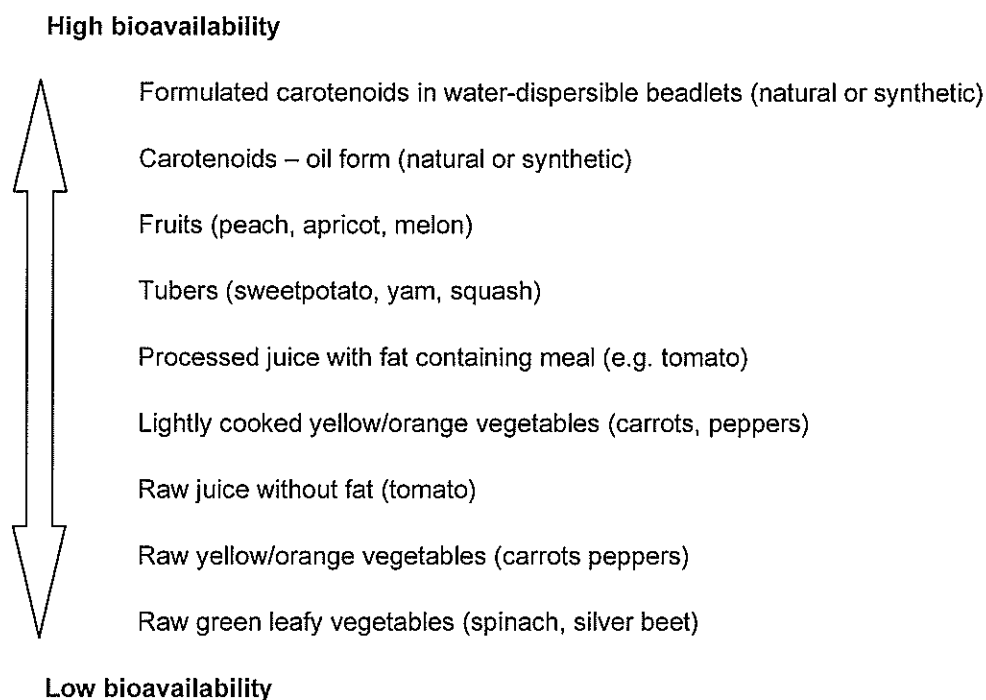 High bioavailability
Formulated carotenoids in water-dispersible beadlets (natural or synthetic)
Carotenoids – oil form (natural or synthetic)
Fruits (peach, apricot, melon)
Tubers (sweetpotato, yam, squash)
Processed juice with fat containing meal (e.g. tomato)
Lightly cooked yellow/orange vegetables (carrots, peppers)
Raw juice without fat (tomato)
Raw yellow/orange vegetables (carrots peppers)
Raw green leafy vegetables (spinach, silver beet)
Low bioavailability